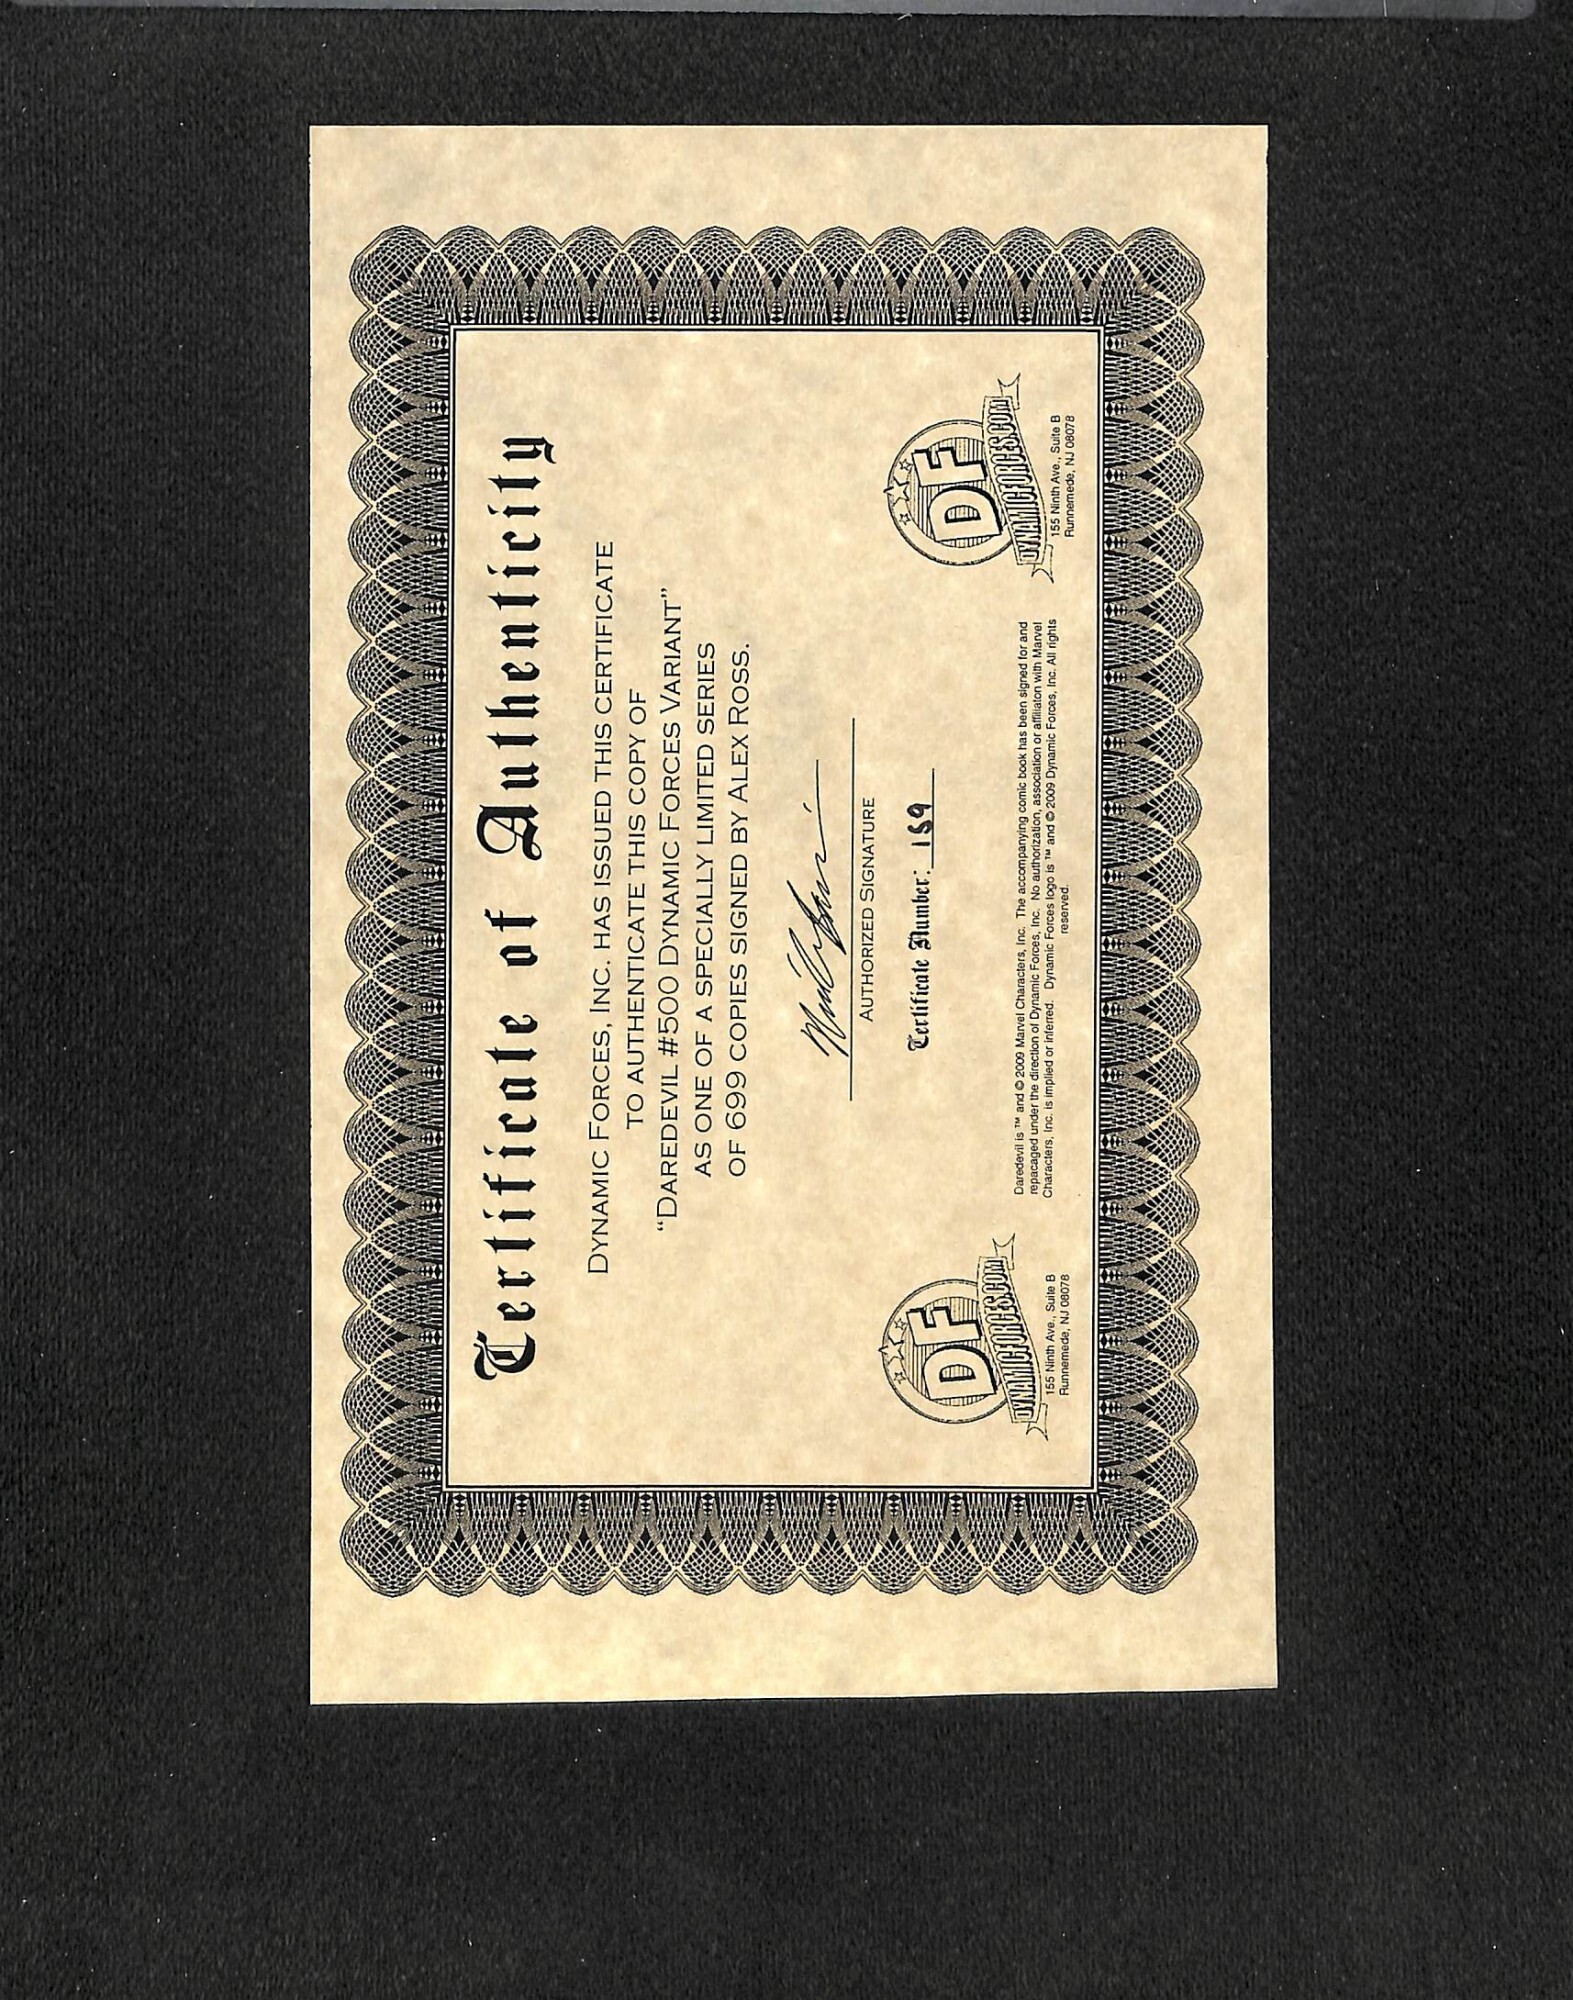 Certificate of Authenticity
DYNAMIC FORCES, INC. HAS ISSUED THIS CERTIFICATE
TO AUTHENTICATE THIS COPY OF
“DAREDEVIL #500 DYNAMIC FORCES VARIANT”
AS ONE OF A SPECIALLY LIMITED SERIES
OF 699 COPIES SIGNED BY ALEX ROSS.
AUTHORIZED SIGNATURE
Certificate Number: 159
DF
DYNAMICFORCES.COM
155 Ninth Ave., Suite B
Runnemede, NJ 08078
Daredevil is ™ and © 2009 Marvel Characters, Inc. The accompanying comic book has been signed for and
repacaged under the direction of Dynamic Forces, Inc. No authorization, association or affiliation with Marvel
Characters, Inc. is implied or inferred. Dynamic Forces logo is ™ and © 2009 Dynamic Forces, Inc. All rights
reserved.
DF
DYNAMICFORCES.COM
155 Ninth Ave., Suite B
Runnemede, NJ 08078